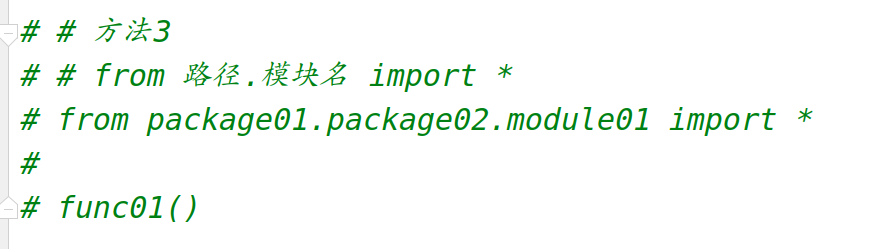 # # 方法3
# # from 路径.模块名 import *
# from package01.package02.module01 import *
#
# func01()